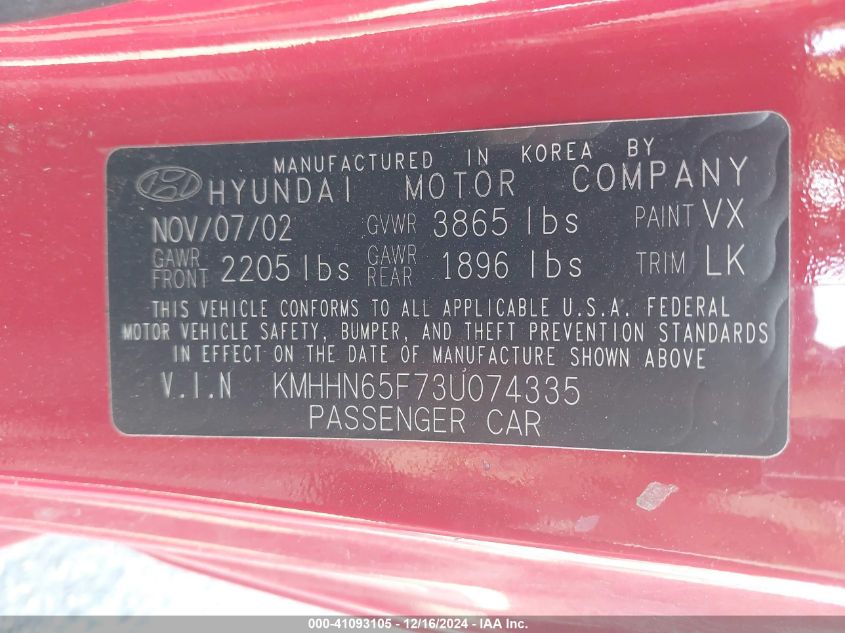 MANUFACTURED IN KOREA BY
HYUNDAI MOTOR COMPANY
NOV/07/02 GVWR 3865 lbs PAINT VX
GAWR FRONT 2205 lbs GAWR REAR 1896 lbs TRIM LK
THIS VEHICLE CONFORMS TO ALL APPLICABLE U.S.A. FEDERAL
MOTOR VEHICLE SAFETY, BUMPER, AND THEFT PREVENTION STANDARDS
IN EFFECT ON THE DATE OF MANUFACTURE SHOWN ABOVE.
V.I.N KMHHN65F73U074335
PASSENGER CAR
000-41093105 - 12/16/2024 - IAA Inc.